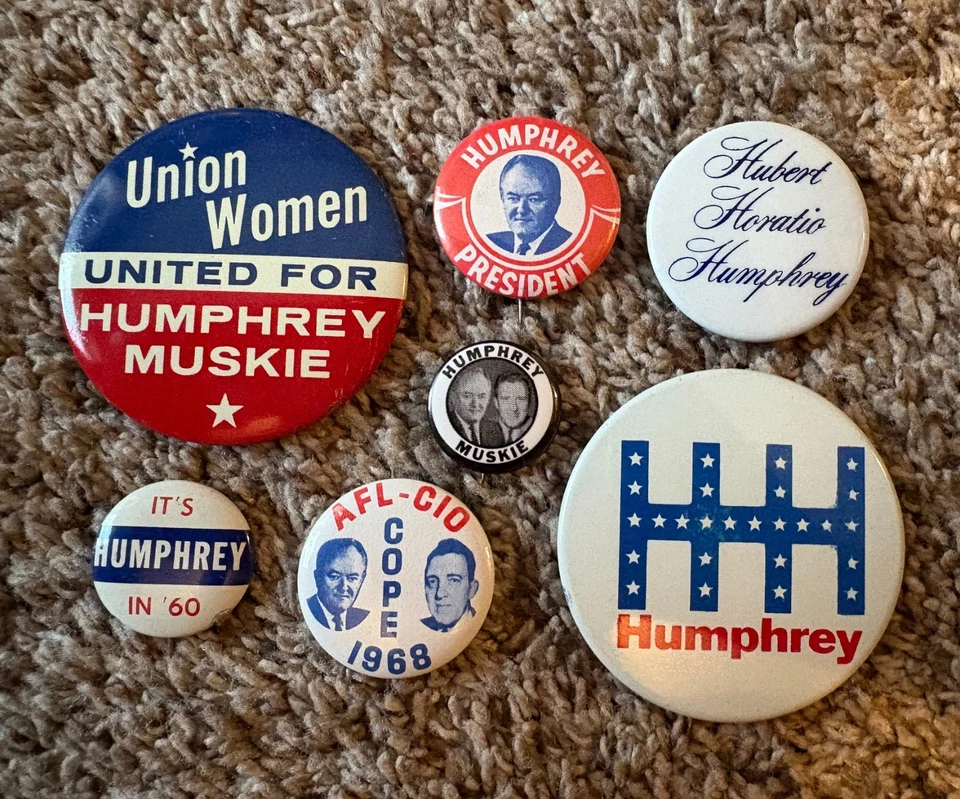 Union
Women
UNITED FOR
HUMPHREY
MUSKIE
HUMPHREY
PRESIDENT
Hubert
Horatio
Humphrey
HUMPHREY
MUSKIE
IT'S
HUMPHREY
IN '60
AFL-CIO
COPE
1968
HHH
Humphrey